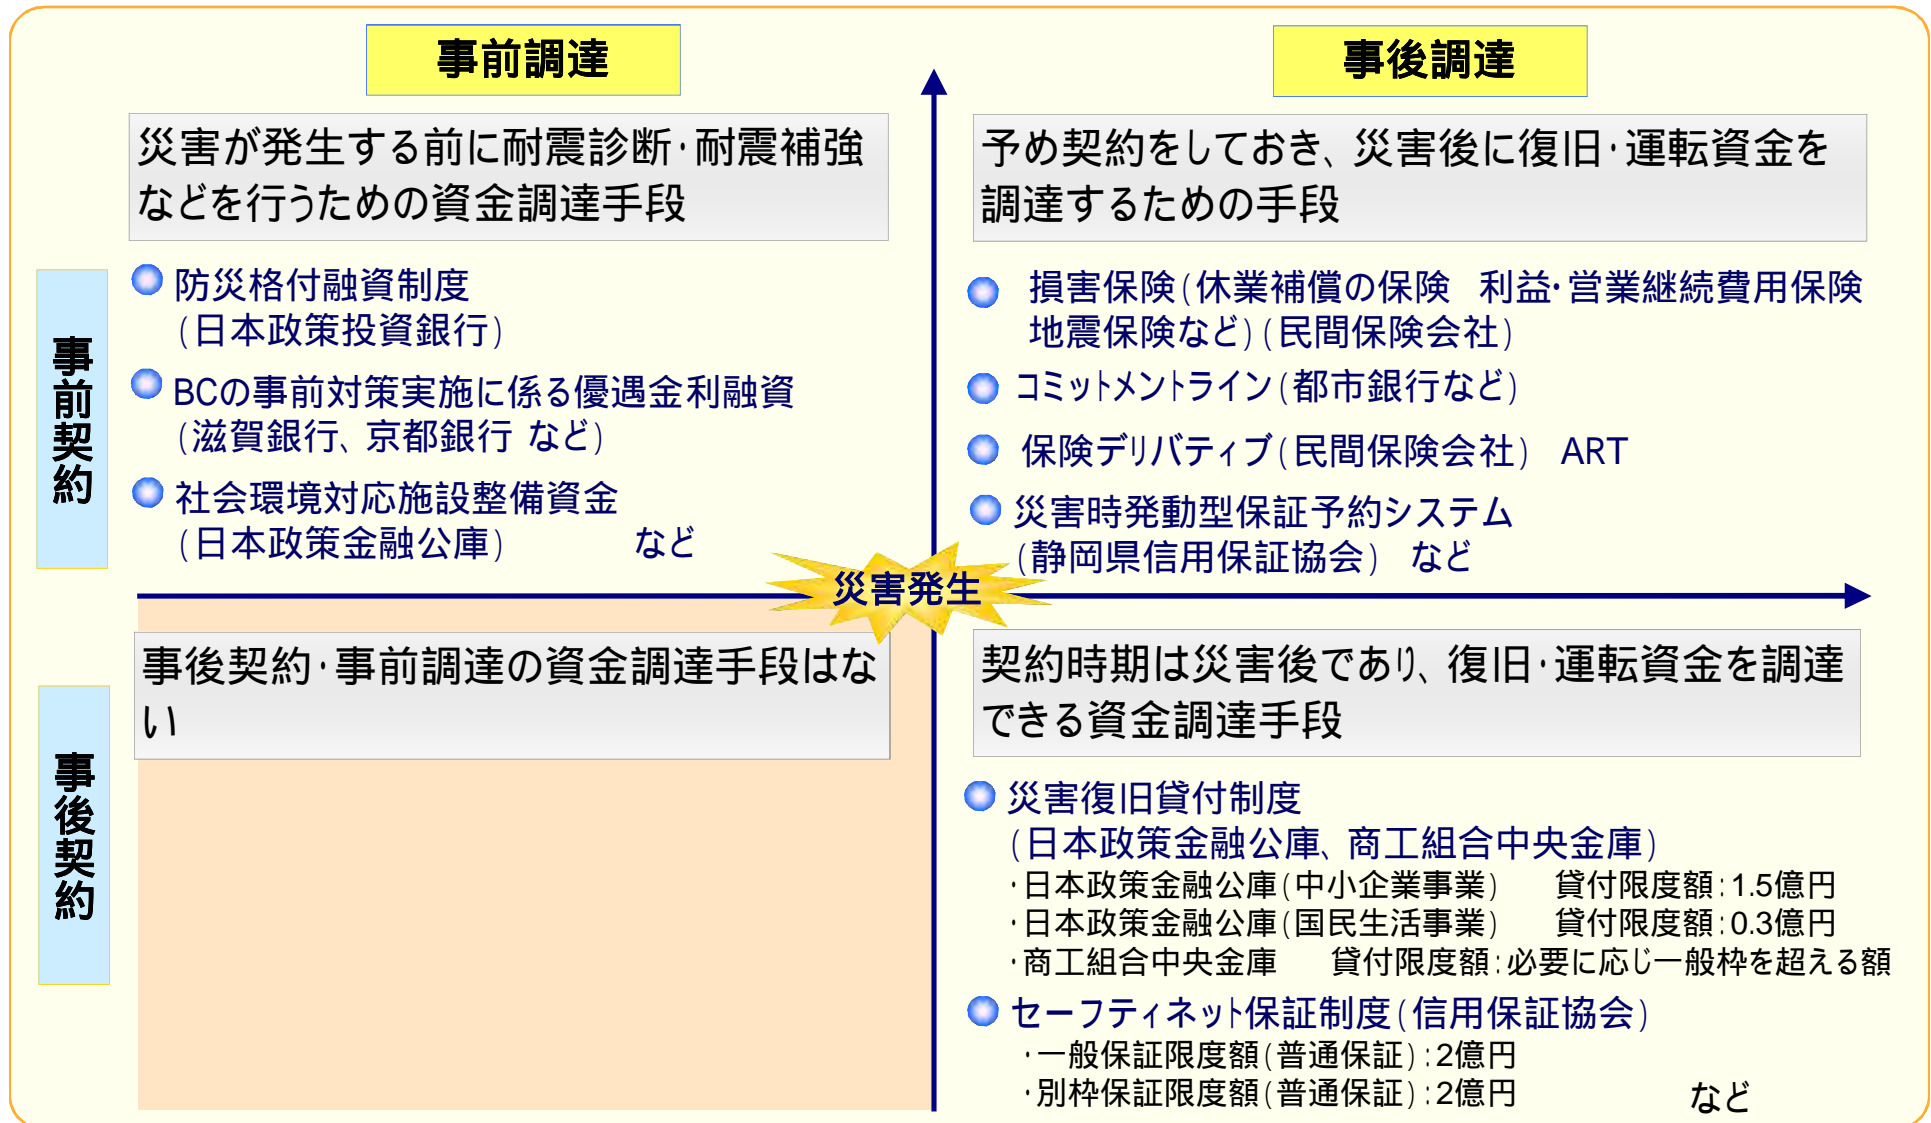 事前調達
事後調達
災害が発生する前に耐震診断･耐震補強
などを行うための資金調達手段
予め契約をしておき、災害後に復旧･運転資金を
調達するための手段
事前契約
防災格付融資制度
(日本政策投資銀行)
BCの事前対策実施に係る優遇金利融資
(滋賀銀行、京都銀行 など)
社会環境対応施設整備資金
(日本政策金融公庫)　　　など
損害保険(休業補償の保険　利益･営業継続費用保険
地震保険など)(民間保険会社)
コミットメントライン(都市銀行など)
保険デリバティブ(民間保険会社)　ART
災害時発動型保証予約システム
(静岡県信用保証協会)　など
災害発生
事後契約
事後契約･事前調達の資金調達手段はな
い
契約時期は災害後であり、復旧･運転資金を調達
できる資金調達手段
災害復旧貸付制度
(日本政策金融公庫、商工組合中央金庫)
･日本政策金融公庫(中小企業事業)　　貸付限度額:1.5億円
･日本政策金融公庫(国民生活事業)　　貸付限度額:0.3億円
･商工組合中央金庫　　貸付限度額:必要に応じ一般枠を超える額
セーフティネット保証制度(信用保証協会)
･一般保証限度額(普通保証):2億円
･別枠保証限度額(普通保証):2億円　　　　　など